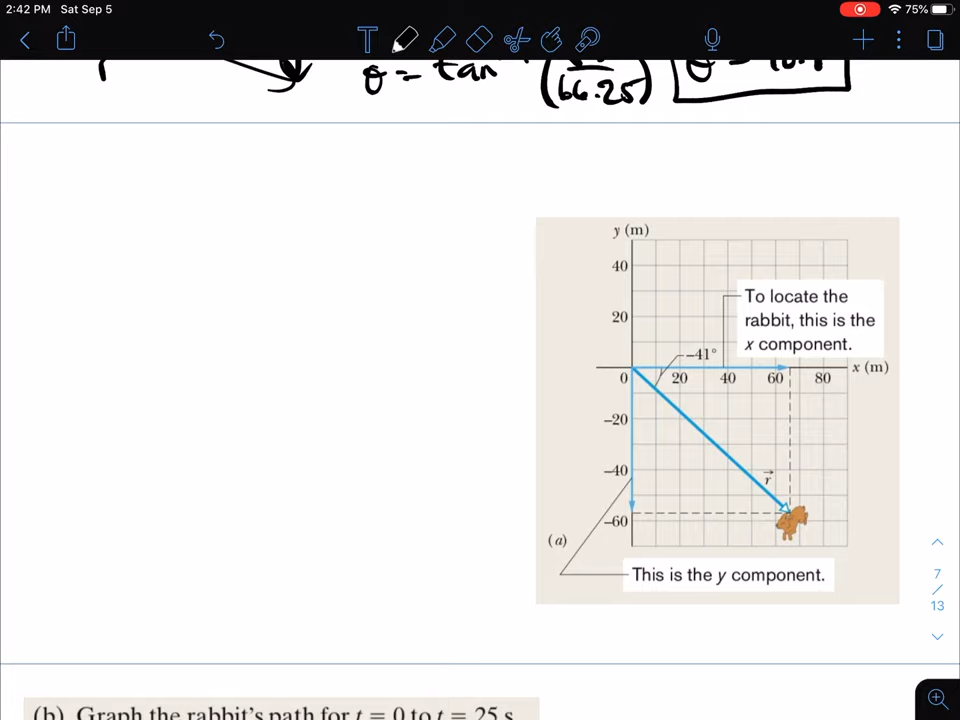 2:42 PM Sat Sep 5
75%
T
θ = tan
(66.25)
y (m)
40
To locate the
rabbit, this is the
x component.
20
–41°
x (m)
0 20 40 60 80
–20
–40
r
–60
(a)
This is the y component.
7
/
13
(b) Graph the rabbit's path for t = 0 to t = 25 s.